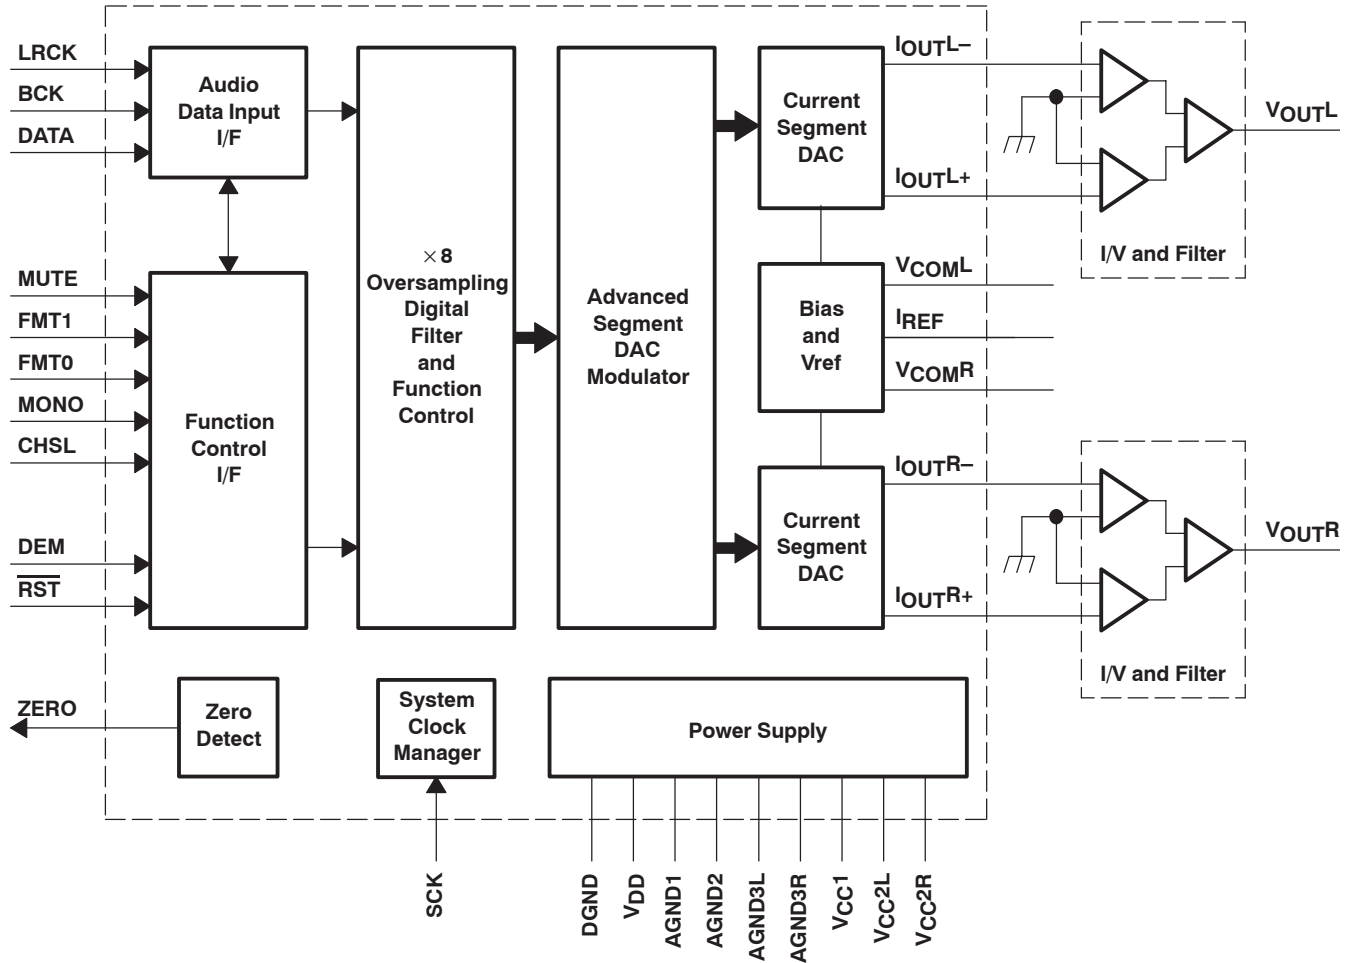 LRCK
BCK
DATA
Audio
Data Input
I/F
MUTE
FMT1
FMT0
MONO
CHSL
DEM
RST
Function
Control
I/F
×8
Oversampling
Digital
Filter
and
Function
Control
Advanced
Segment
DAC
Modulator
Current
Segment
DAC
Bias
and
Vref
Current
Segment
DAC
IOUTL–
IOUTL+
VCOML
IREF
VCOMR
IOUTR–
IOUTR+
VOUTL
I/V and Filter
VOUTR
I/V and Filter
ZERO
Zero
Detect
System
Clock
Manager
Power Supply
SCK
DGND
VDD
AGND1
AGND2
AGND3L
AGND3R
VCC1
VCC2L
VCC2R